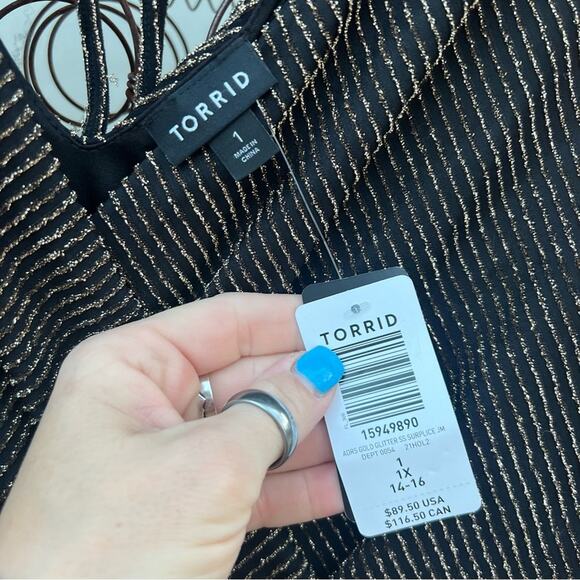 TORRID
1
MADE IN
CHINA
TORRID
15949890
ADRS GOLD GLITTER SS SURPLICE JM
DEPT 0054 21HOL2
1
1X
14-16
$89.50 USA
$116.50 CAN